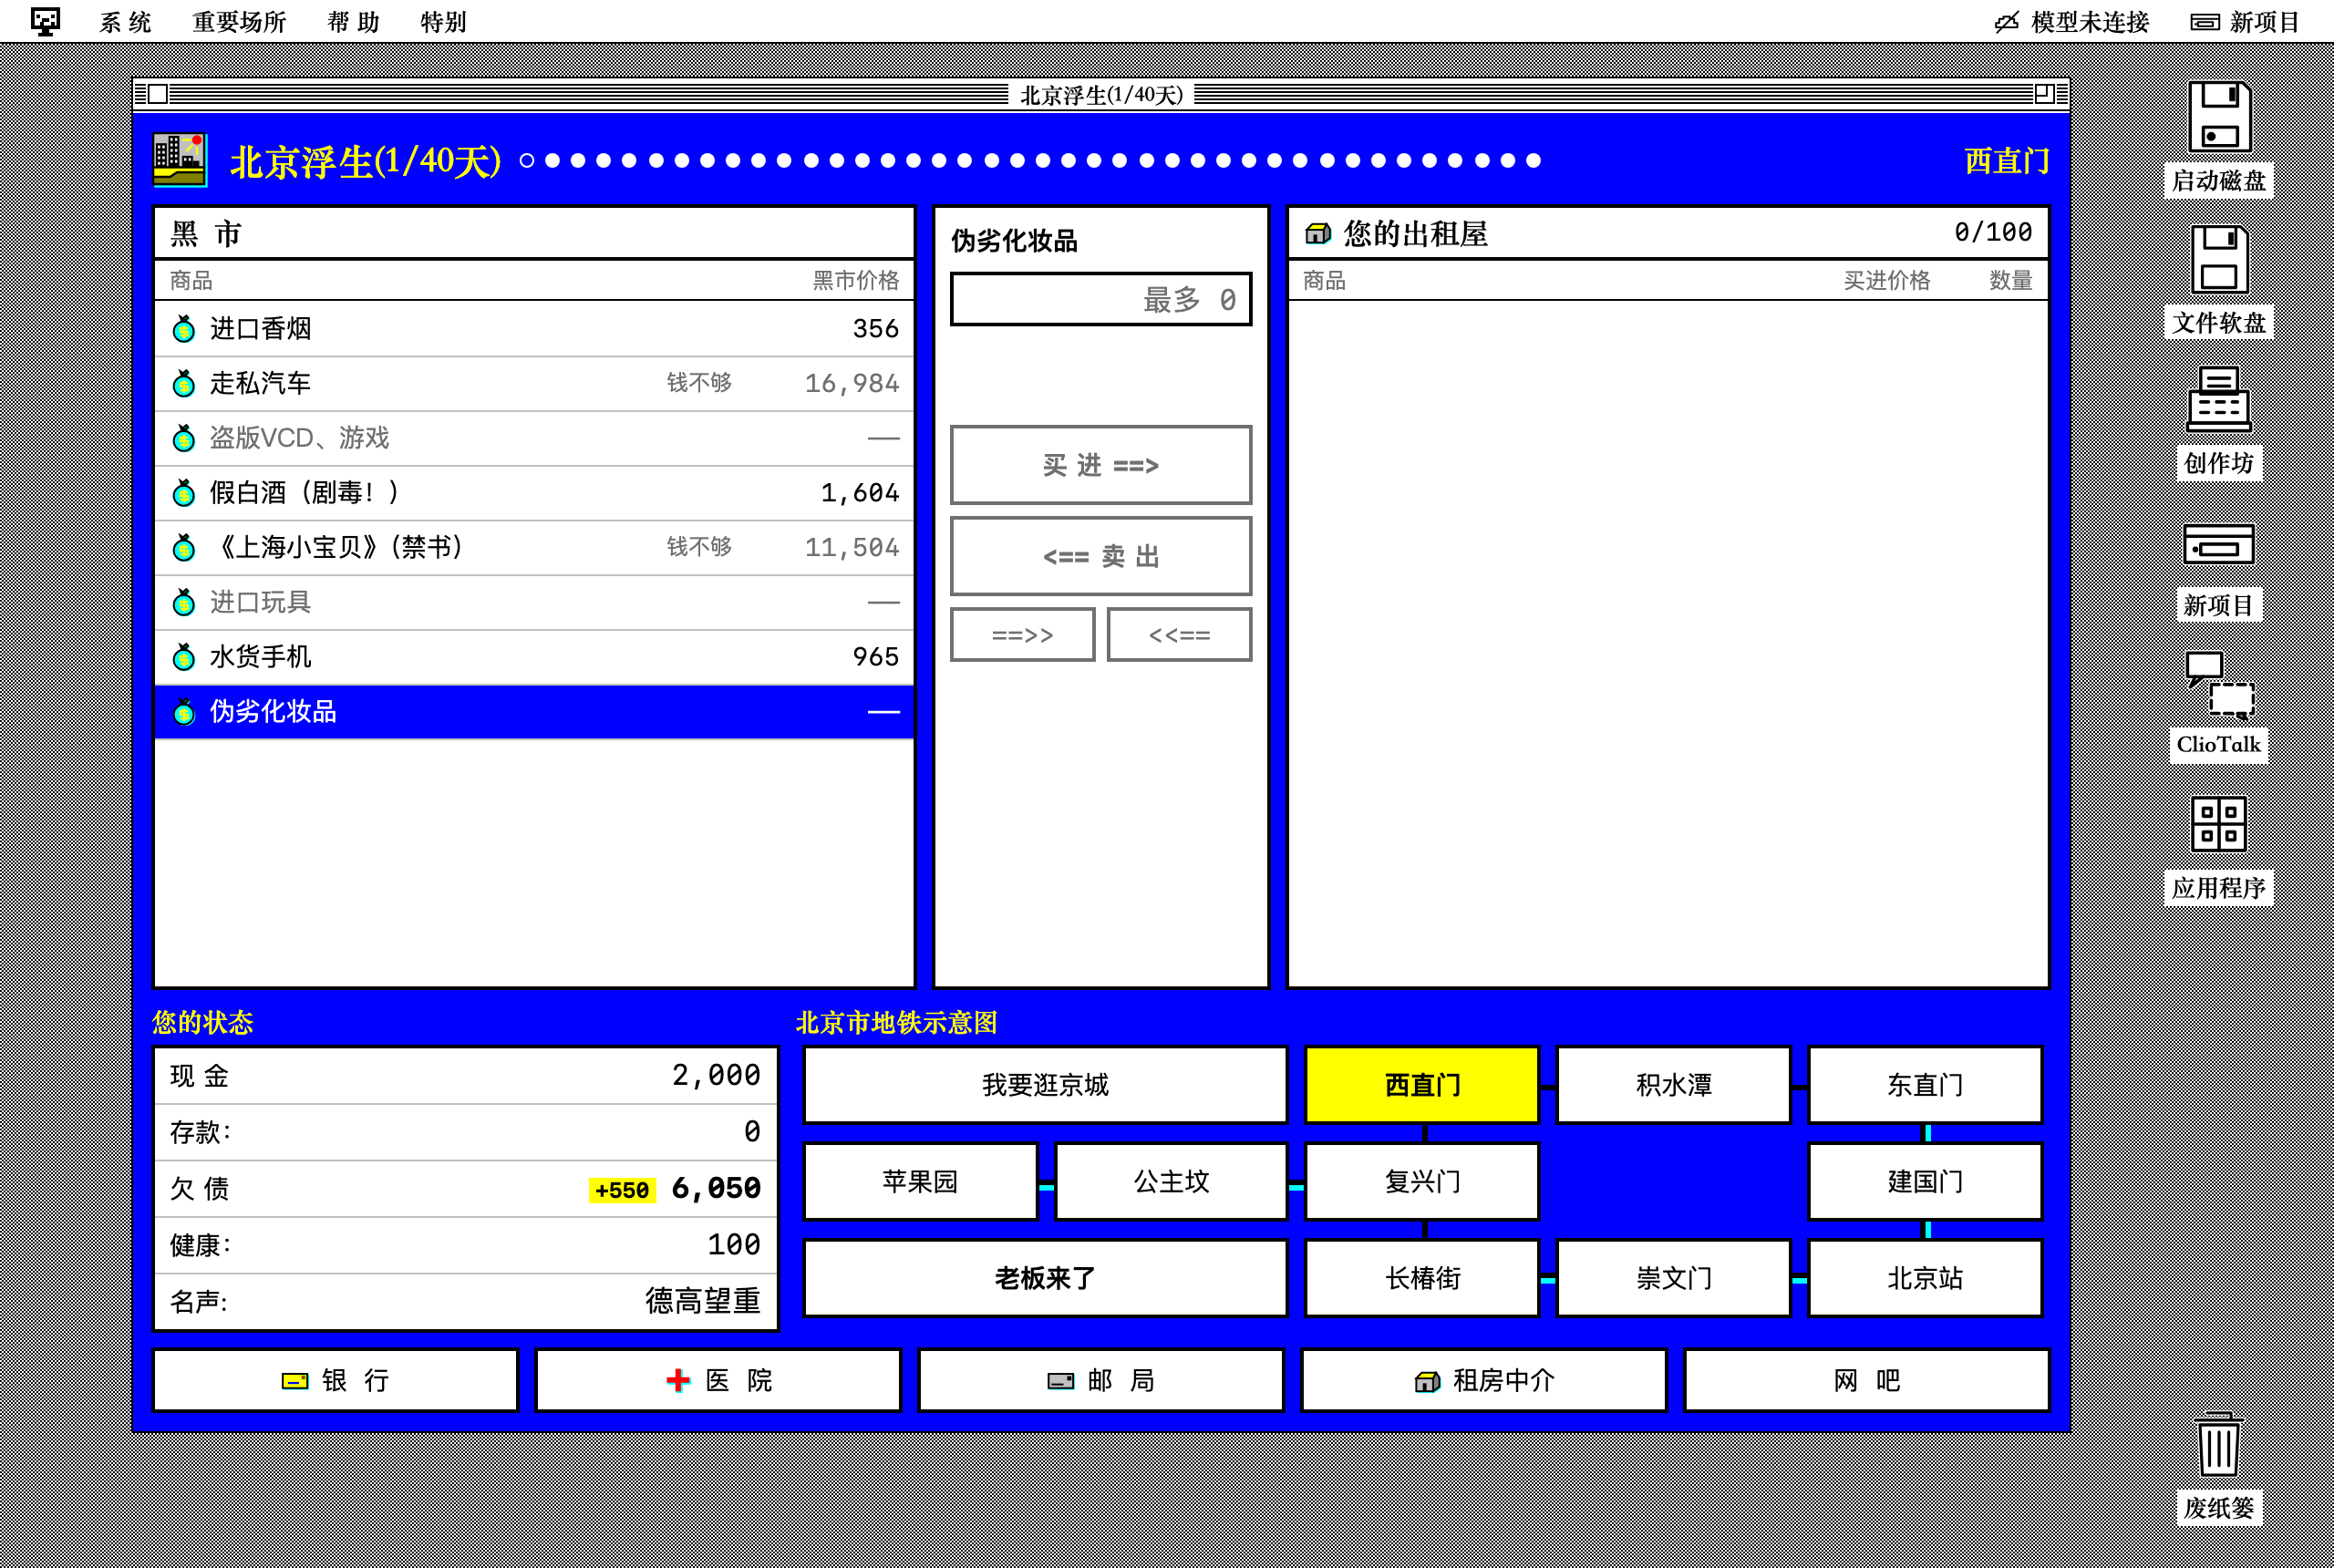 系 统 重要场所 帮 助 特别 模型未连接 新项目
北京浮生(1/40天)
北京浮生(1/40天) 西直门
黑 市
商品 黑市价格
进口香烟 356
走私汽车 钱不够 16,984
盗版VCD、游戏 —
假白酒（剧毒！） 1,604
《上海小宝贝》（禁书） 钱不够 11,504
进口玩具 —
水货手机 965
伪劣化妆品 —
伪劣化妆品
最多 0
买 进 ==>
<== 卖 出
==>> <<==
您的出租屋 0/100
商品 买进价格 数量
您的状态
现 金 2,000
存款: 0
欠 债 +550 6,050
健康: 100
名声: 德高望重
北京市地铁示意图
我要逛京城 西直门 积水潭 东直门
苹果园 公主坟 复兴门 建国门
老板来了 长椿街 崇文门 北京站
银 行 医 院 邮 局 租房中介 网 吧
启动磁盘
文件软盘
创作坊
新项目
ClioTalk
应用程序
废纸篓